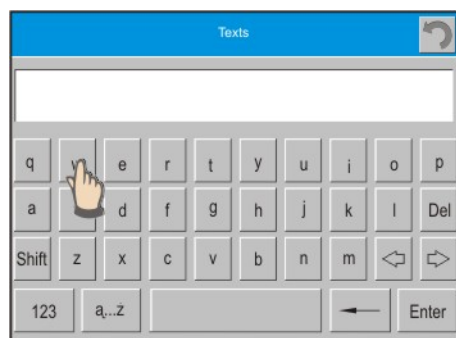 Texts
q w e r t y u i o p
a d f g h j k l Del
Shift z x c v b n m
123 ą...ż Enter